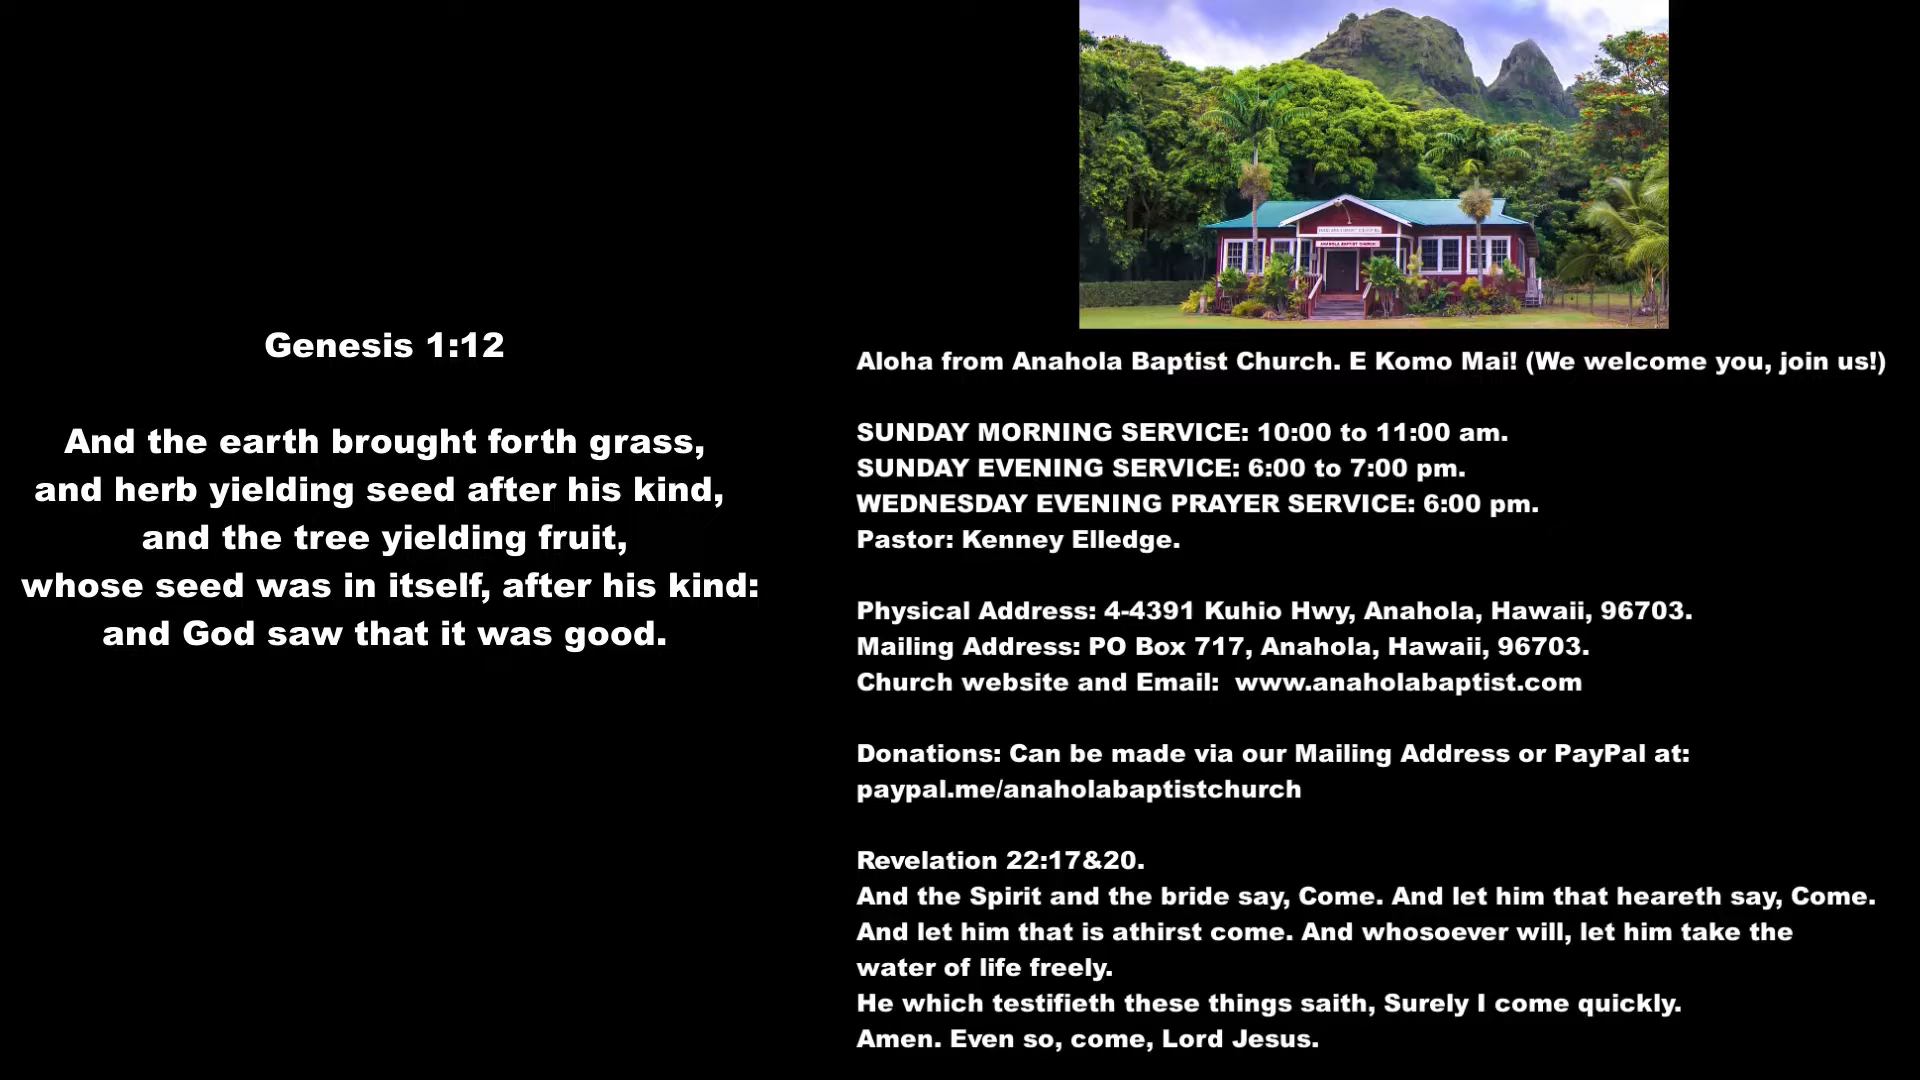 Genesis 1:12
And the earth brought forth grass,
and herb yielding seed after his kind,
and the tree yielding fruit,
whose seed was in itself, after his kind:
and God saw that it was good.
ANAHOLA BAPTIST CHURCH
Aloha from Anahola Baptist Church. E Komo Mai! (We welcome you, join us!)
SUNDAY MORNING SERVICE: 10:00 to 11:00 am.
SUNDAY EVENING SERVICE: 6:00 to 7:00 pm.
WEDNESDAY EVENING PRAYER SERVICE: 6:00 pm.
Pastor: Kenney Elledge.
Physical Address: 4-4391 Kuhio Hwy, Anahola, Hawaii, 96703.
Mailing Address: PO Box 717, Anahola, Hawaii, 96703.
Church website and Email:  www.anaholabaptist.com
Donations: Can be made via our Mailing Address or PayPal at:
paypal.me/anaholabaptistchurch
Revelation 22:17&20.
And the Spirit and the bride say, Come. And let him that heareth say, Come.
And let him that is athirst come. And whosoever will, let him take the
water of life freely.
He which testifieth these things saith, Surely I come quickly.
Amen. Even so, come, Lord Jesus.